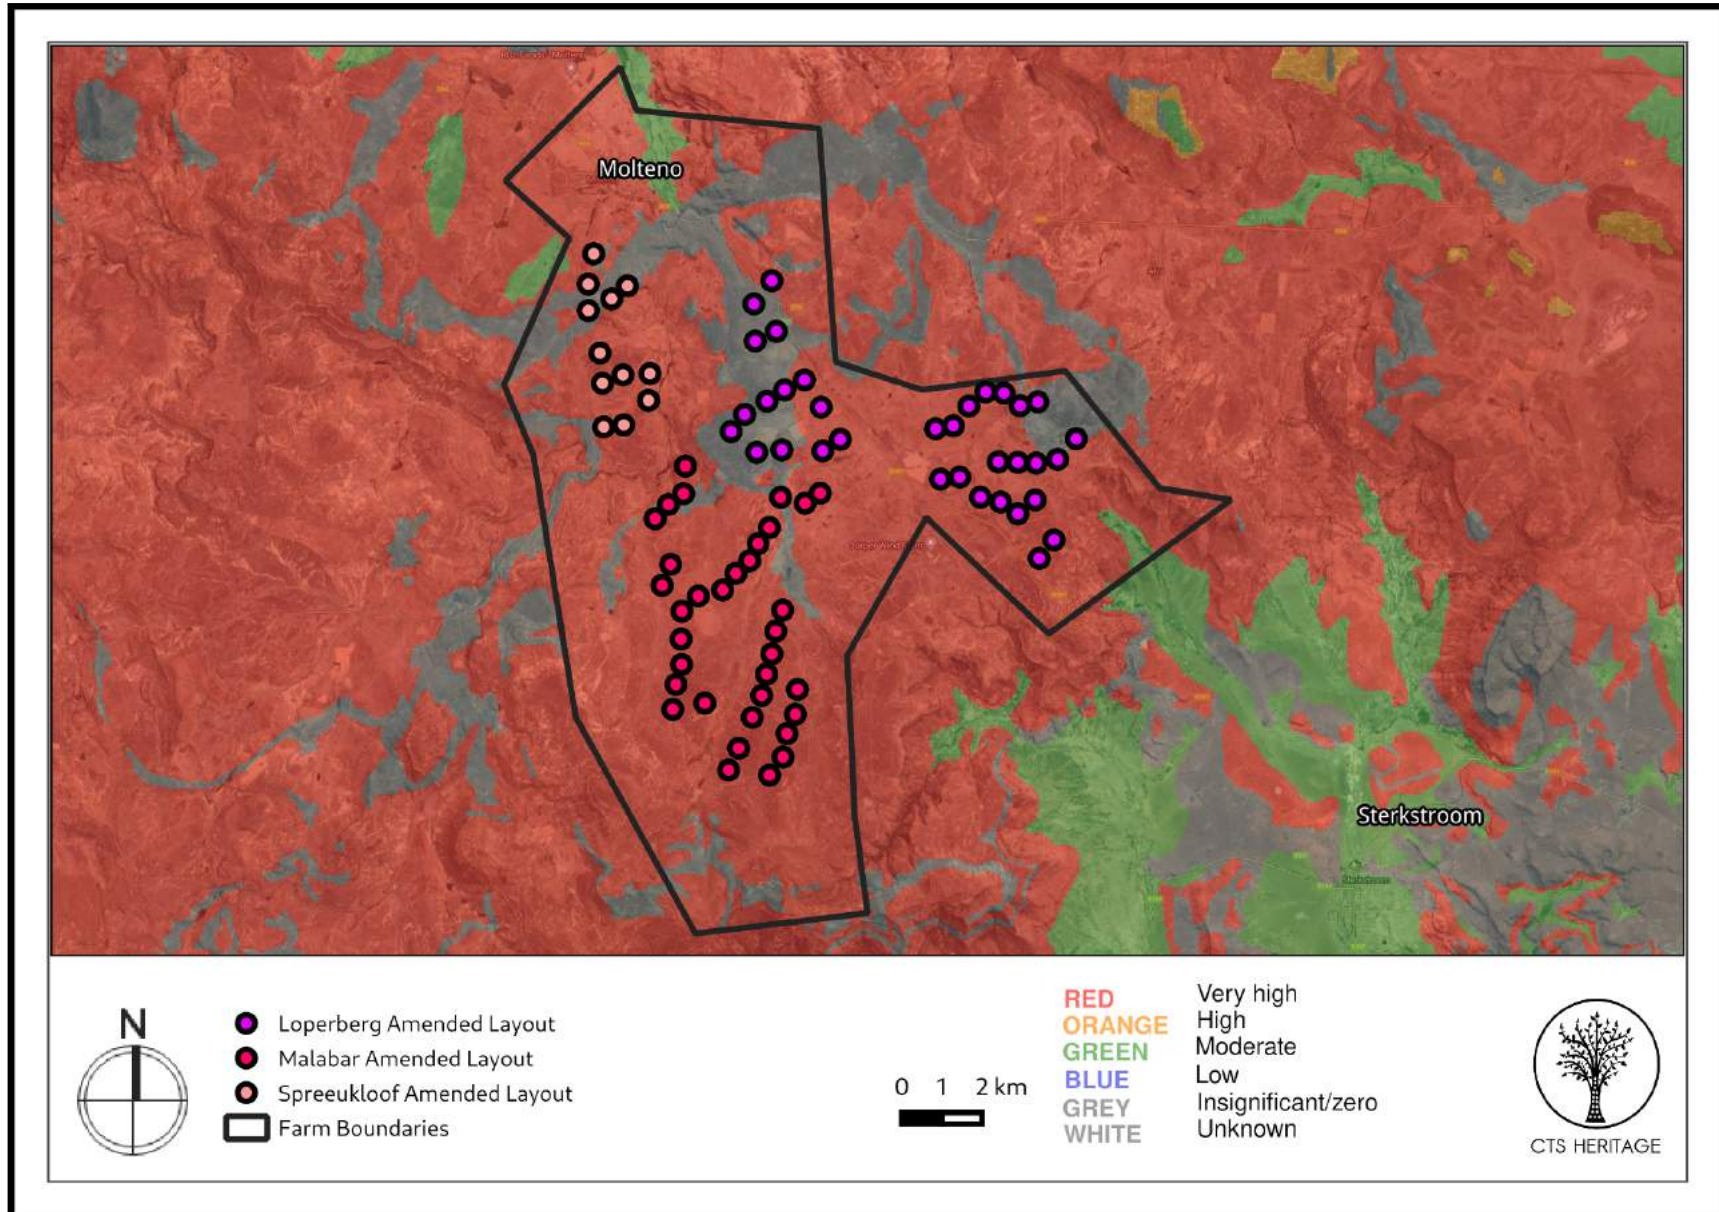 Molteno
Sterkstroom
Sterkstroom
N
Loperberg Amended Layout
Malabar Amended Layout
Spreeukloof Amended Layout
Farm Boundaries
0 1 2 km
RED Very high
ORANGE High
GREEN Moderate
BLUE Low
GREY Insignificant/zero
WHITE Unknown
CTS HERITAGE